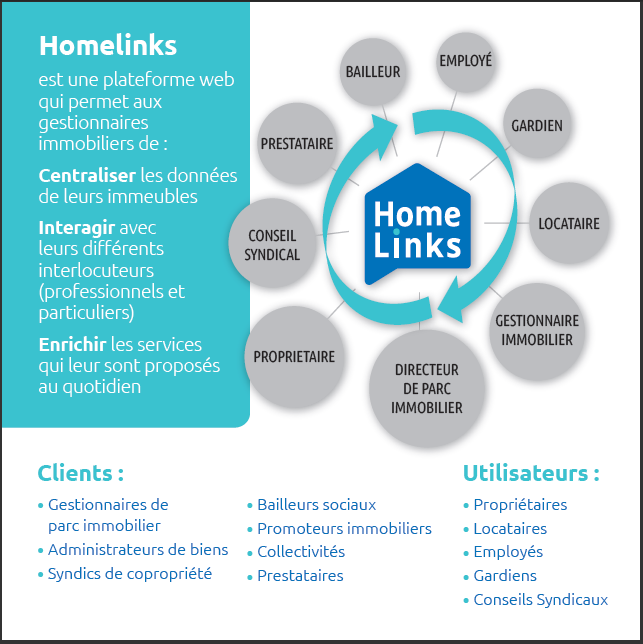 Homelinks
est une plateforme web
qui permet aux
gestionnaires
immobiliers de :
Centraliser les données
de leurs immeubles
Interagir avec
leurs différents
interlocuteurs
(professionnels et
particuliers)
Enrichir les services
qui leur sont proposés
au quotidien
BAILLEUR
EMPLOYÉ
GARDIEN
LOCATAIRE
GESTIONNAIRE
IMMOBILIER
DIRECTEUR
DE PARC
IMMOBILIER
PROPRIETAIRE
CONSEIL
SYNDICAL
PRESTATAIRE
Home
Links
Clients :
• Gestionnaires de
parc immobilier
• Administrateurs de biens
• Syndics de copropriété
• Bailleurs sociaux
• Promoteurs immobiliers
• Collectivités
• Prestataires
Utilisateurs :
• Propriétaires
• Locataires
• Employés
• Gardiens
• Conseils Syndicaux